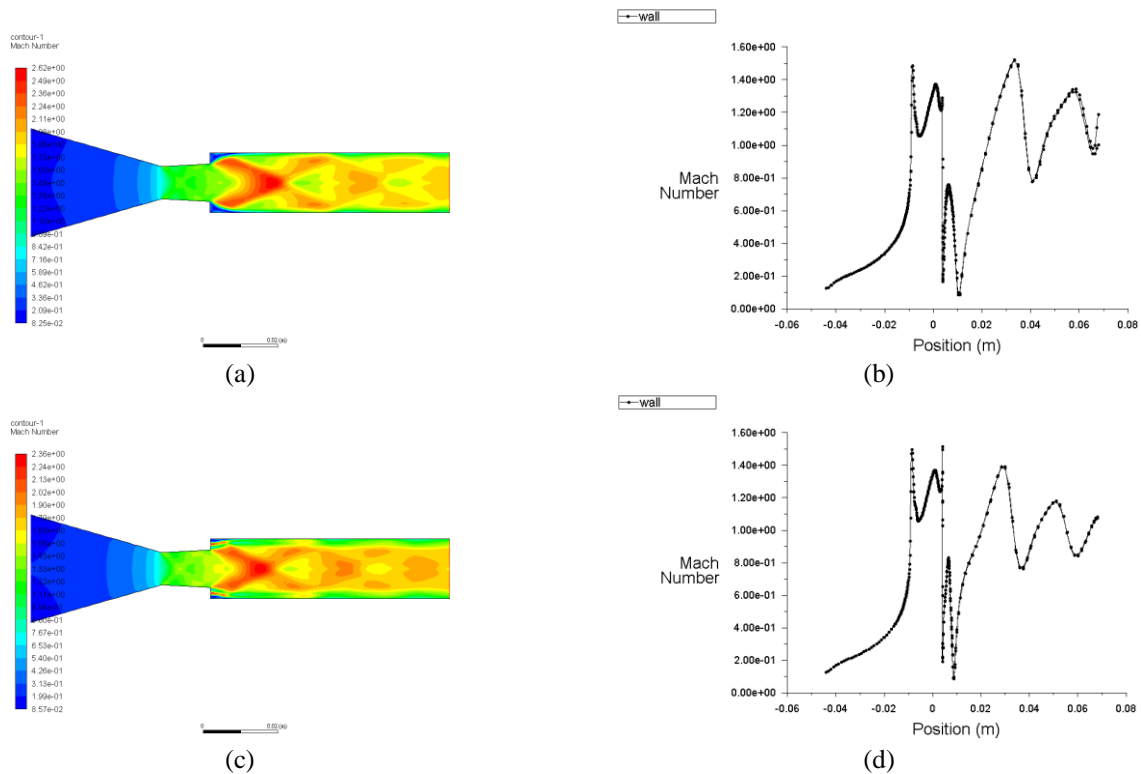 contour-1
Mach Number
2.62e+00
2.49e+00
2.36e+00
2.24e+00
2.11e+00
8.42e-01
7.16e-01
5.89e-01
4.62e-01
3.36e-01
2.09e-01
8.25e-02
0 0.02 (m)
(a)
wall
1.60e+00
1.40e+00
1.20e+00
1.00e+00
Mach
Number
8.00e-01
6.00e-01
4.00e-01
2.00e-01
0.00e+00
-0.06 -0.04 -0.02 0 0.02 0.04 0.06 0.08
Position (m)
(b)
contour-1
Mach Number
2.36e+00
2.24e+00
2.13e+00
2.02e+00
1.90e+00
7.67e-01
6.53e-01
5.40e-01
4.26e-01
3.13e-01
1.99e-01
8.57e-02
0 0.02 (m)
(c)
wall
1.60e+00
1.40e+00
1.20e+00
1.00e+00
Mach
Number
8.00e-01
6.00e-01
4.00e-01
2.00e-01
0.00e+00
-0.06 -0.04 -0.02 0 0.02 0.04 0.06 0.08
Position (m)
(d)